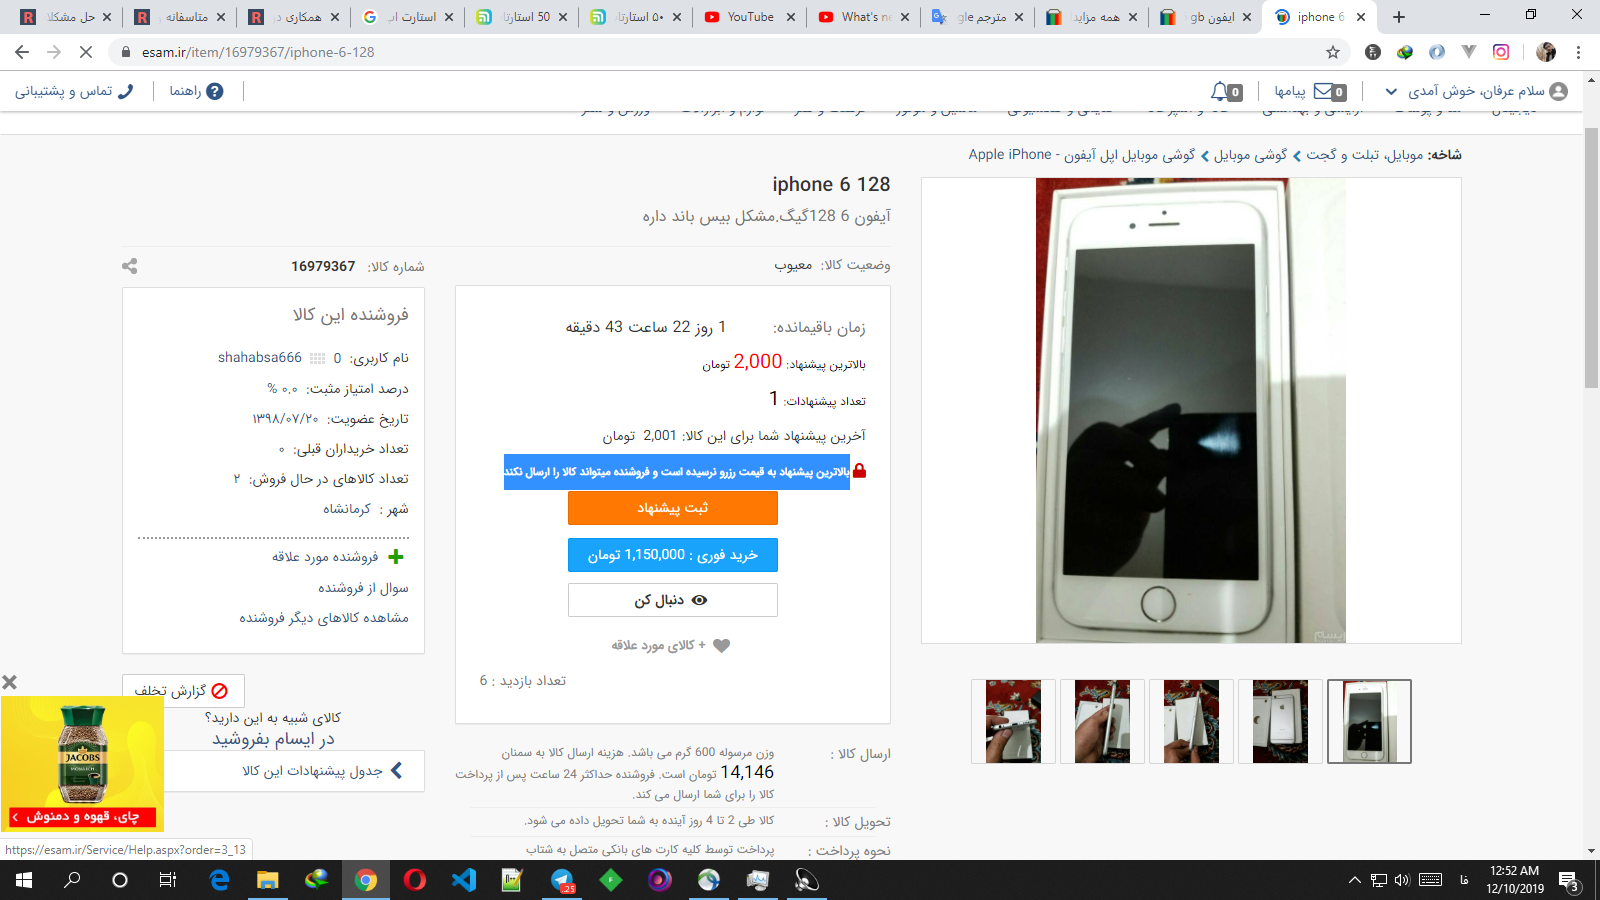 حل مشکلا
متاسفانه
همکاری در
استارت اپ
50 استارتا
۵۰ استارتا
YouTube
What's ne
مترجم gle
همه مزاید
ایفون gb
iphone 6
esam.ir/item/16979367/iphone-6-128
سلام عرفان، خوش آمدی
پیامها 0
0
راهنما
تماس و پشتیبانی
شاخه: موبایل، تبلت و گجت › گوشی موبایل › گوشی موبایل اپل آیفون - Apple iPhone
iphone 6 128
آیفون 6 128گیگ.مشکل بیس باند داره
وضعیت کالا: معیوب
شماره کالا: 16979367
زمان باقیمانده: 1 روز 22 ساعت 43 دقیقه
بالاترین پیشنهاد: 2,000 تومان
تعداد پیشنهادات: 1
آخرین پیشنهاد شما برای این کالا: 2,001 تومان
بالاترین پیشنهاد به قیمت رزرو نرسیده است و فروشنده میتواند کالا را ارسال نکند
ثبت پیشنهاد
خرید فوری : 1,150,000 تومان
دنبال کن
+ کالای مورد علاقه
تعداد بازدید : 6
فروشنده این کالا
نام کاربری: shahabsa666 0
درصد امتیاز مثبت: ۰.۰ %
تاریخ عضویت: ۱۳۹۸/۰۷/۲۰
تعداد خریداران قبلی: ۰
تعداد کالاهای در حال فروش: ۲
شهر : کرمانشاه
فروشنده مورد علاقه
سوال از فروشنده
مشاهده کالاهای دیگر فروشنده
گزارش تخلف
کالای شبیه به این دارید؟
در ایسام بفروشید
جدول پیشنهادات این کالا
ارسال کالا : وزن مرسوله 600 گرم می باشد. هزینه ارسال کالا به سمنان
14,146 تومان است. فروشنده حداکثر 24 ساعت پس از پرداخت
کالا را برای شما ارسال می کند.
تحویل کالا : کالا طی 2 تا 4 روز آینده به شما تحویل داده می شود.
نحوه پرداخت : پرداخت توسط کلیه کارت های بانکی متصل به شتاب
ایسام
JACOBS
چای، قهوه و دمنوش
https://esam.ir/Service/Help.aspx?order=3_13
.25
فا
12:52 AM
12/10/2019
3